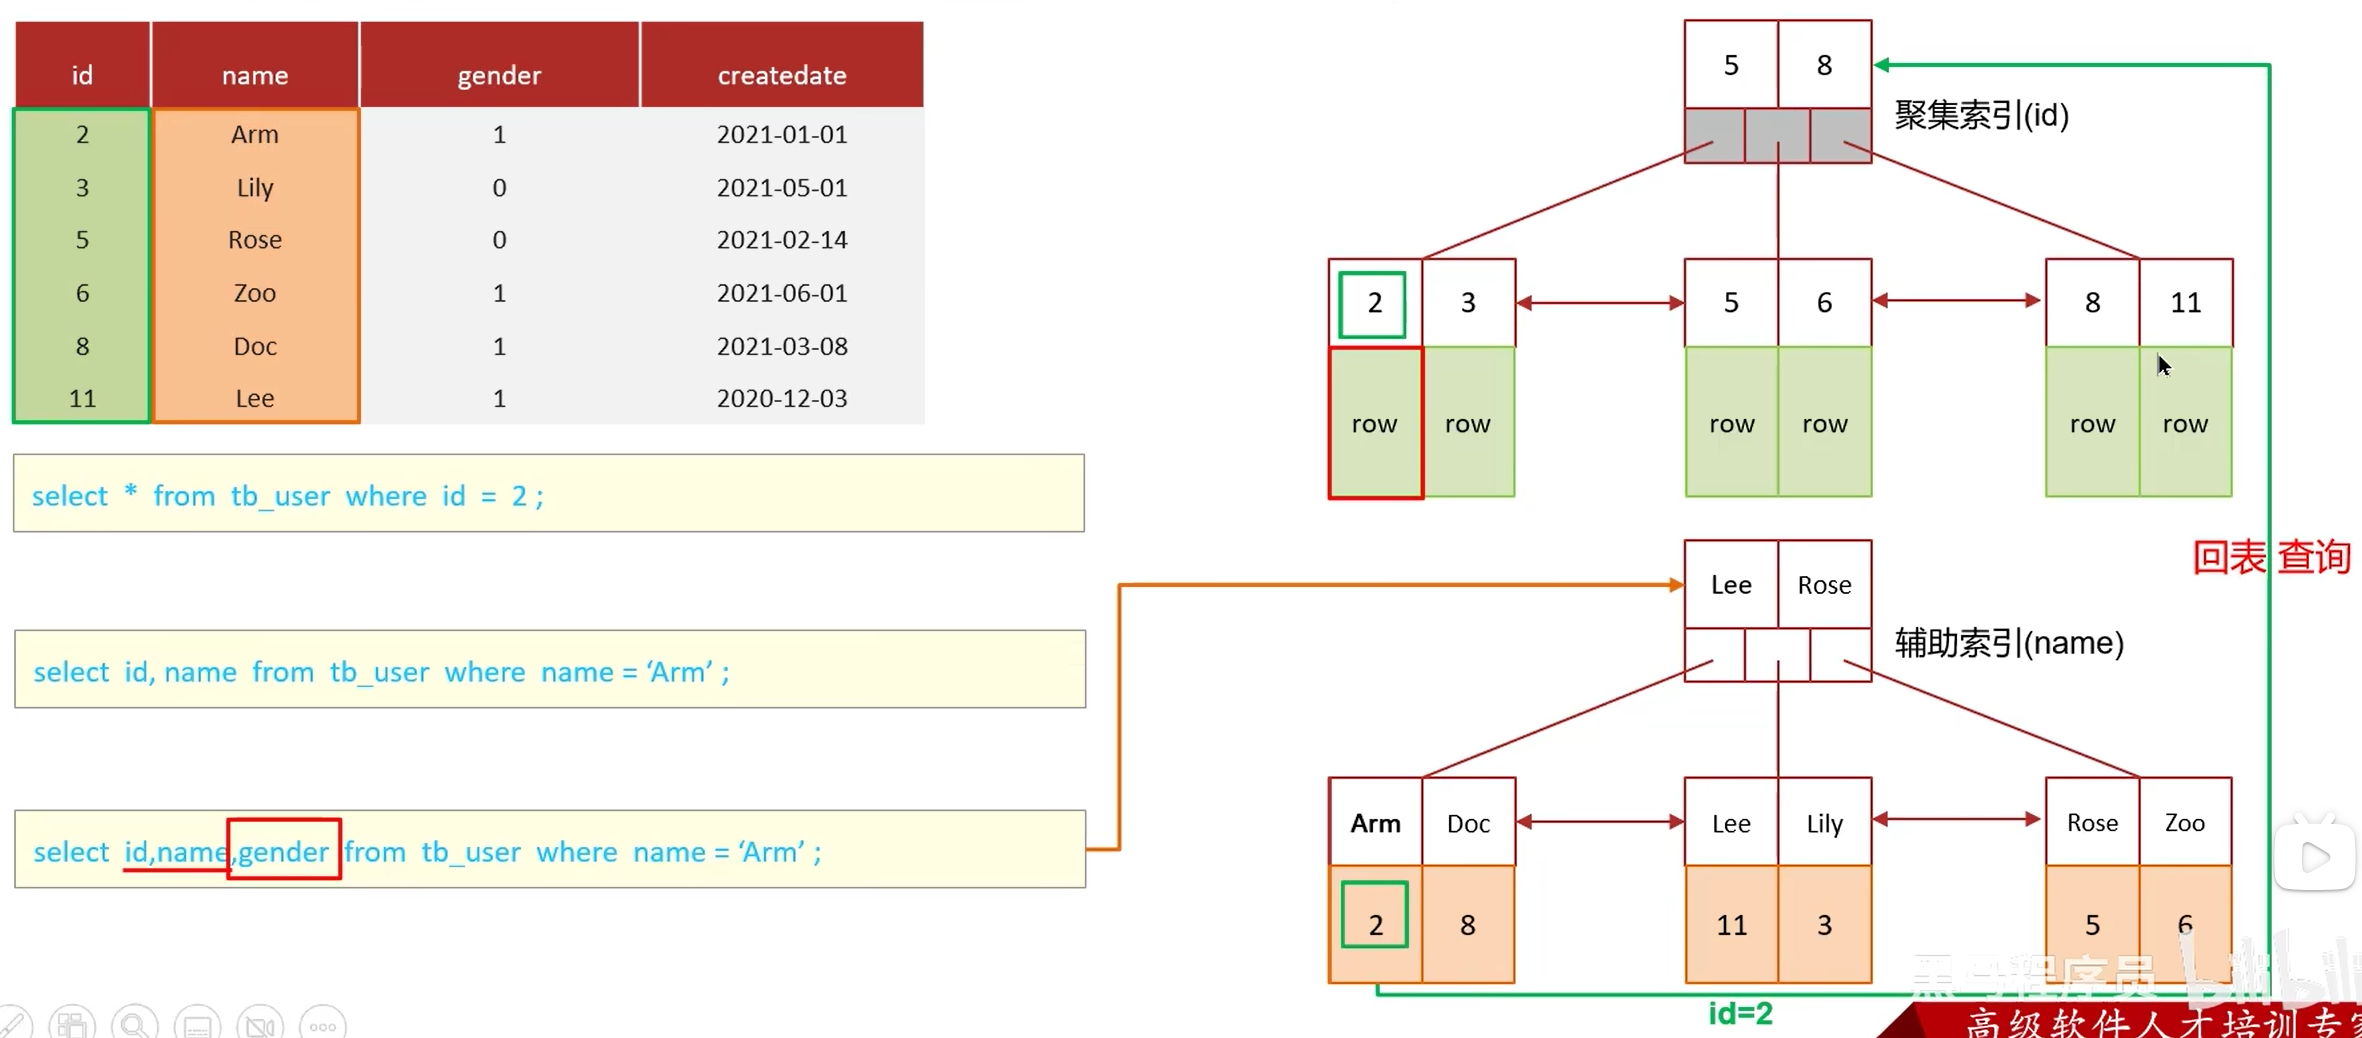 id name gender createdate
2 Arm 1 2021-01-01
3 Lily 0 2021-05-01
5 Rose 0 2021-02-14
6 Zoo 1 2021-06-01
8 Doc 1 2021-03-08
11 Lee 1 2020-12-03
select * from tb_user where id = 2 ;
select id, name from tb_user where name = ‘Arm’ ;
select id,name,gender from tb_user where name = ‘Arm’ ;
5 8
聚集索引(id)
2 3 5 6 8 11
row row row row row row
回表 查询
Lee Rose
辅助索引(name)
Arm Doc Lee Lily Rose Zoo
2 8 11 3 5 6
id=2
黑马程序员 bilibili
高级软件人才培训专家